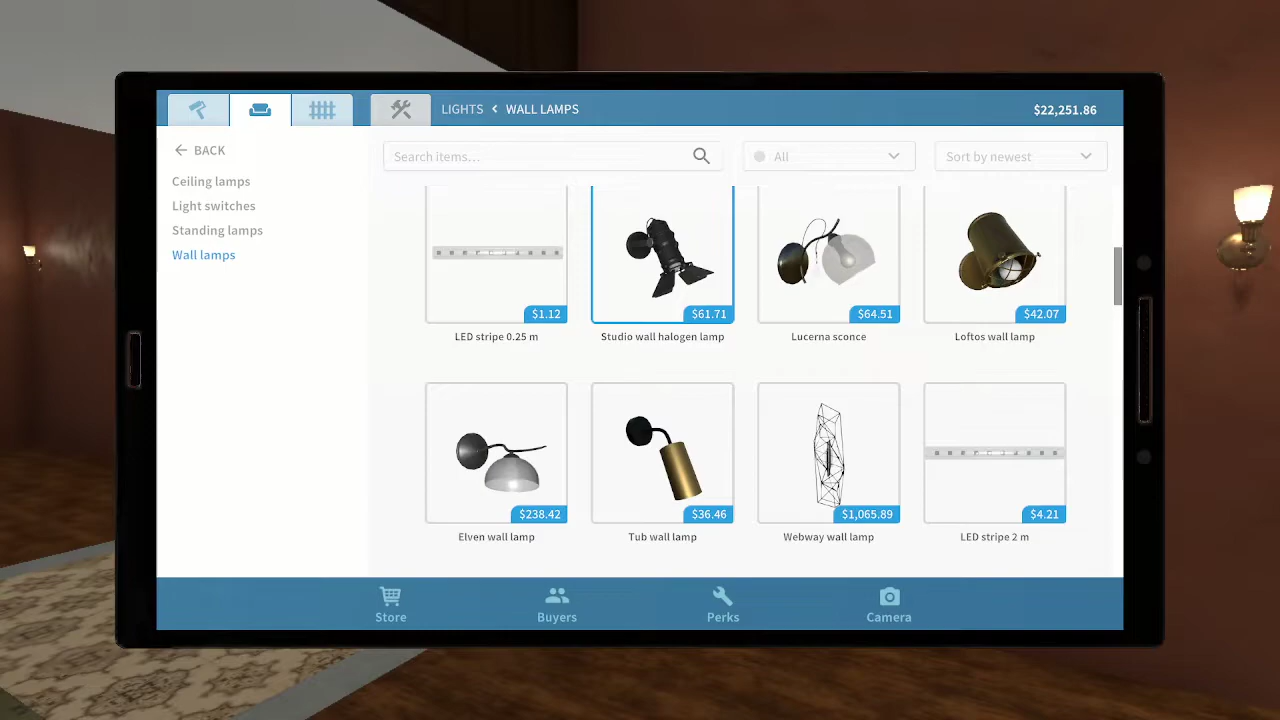 LIGHTS < WALL LAMPS
$22,251.86
BACK
Search items...
All
Sort by newest
Ceiling lamps
Light switches
Standing lamps
Wall lamps
$1.12
$61.71
$64.51
$42.07
LED stripe 0.25 m
Studio wall halogen lamp
Lucerna sconce
Loftos wall lamp
$238.42
$36.46
$1,065.89
$4.21
Elven wall lamp
Tub wall lamp
Webway wall lamp
LED stripe 2 m
Store
Buyers
Perks
Camera